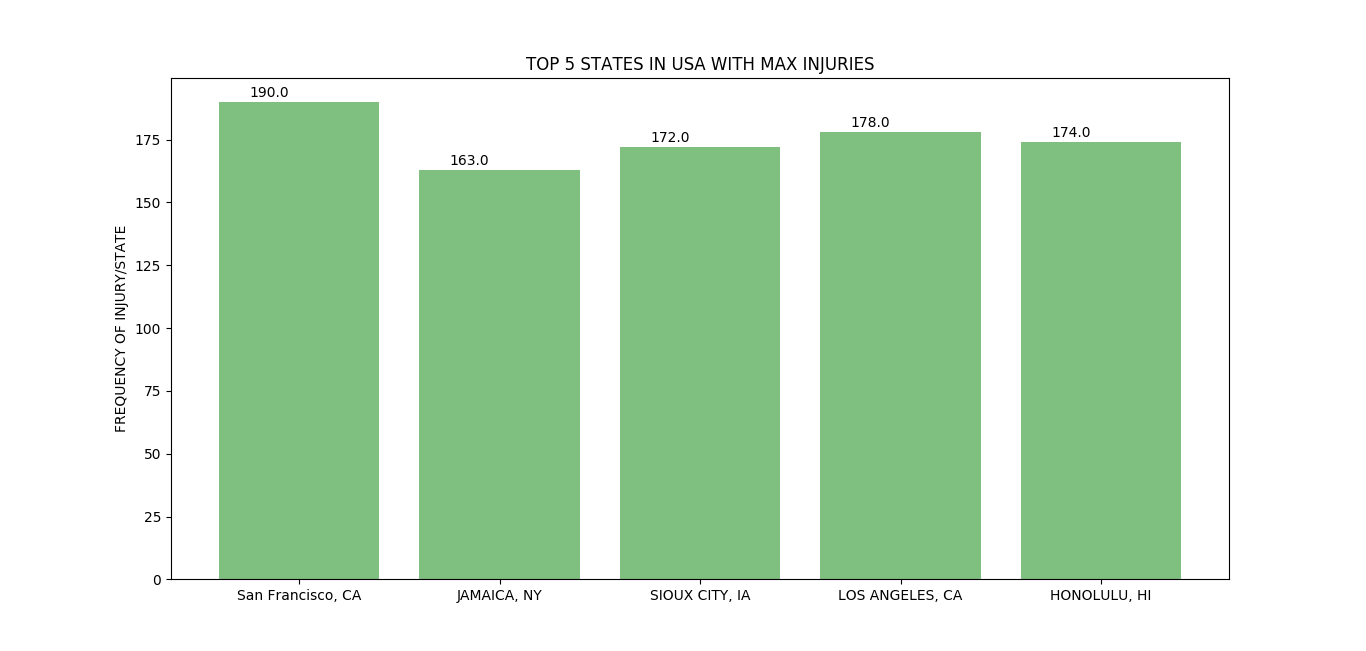 TOP 5 STATES IN USA WITH MAX INJURIES
190.0
163.0
172.0
178.0
174.0
175
150
125
100
75
50
25
0
FREQUENCY OF INJURY/STATE
San Francisco, CA
JAMAICA, NY
SIOUX CITY, IA
LOS ANGELES, CA
HONOLULU, HI